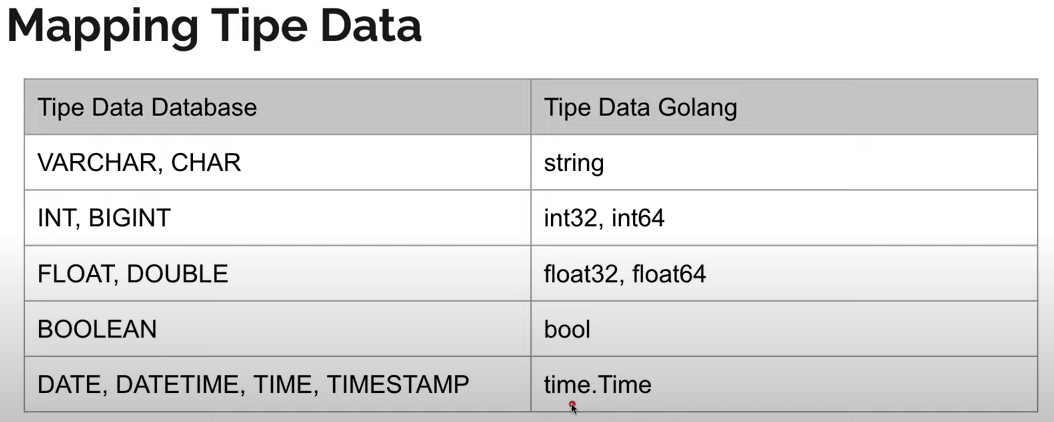 Mapping Tipe Data
Tipe Data Database
Tipe Data Golang
VARCHAR, CHAR
string
INT, BIGINT
int32, int64
FLOAT, DOUBLE
float32, float64
BOOLEAN
bool
DATE, DATETIME, TIME, TIMESTAMP
time.Time